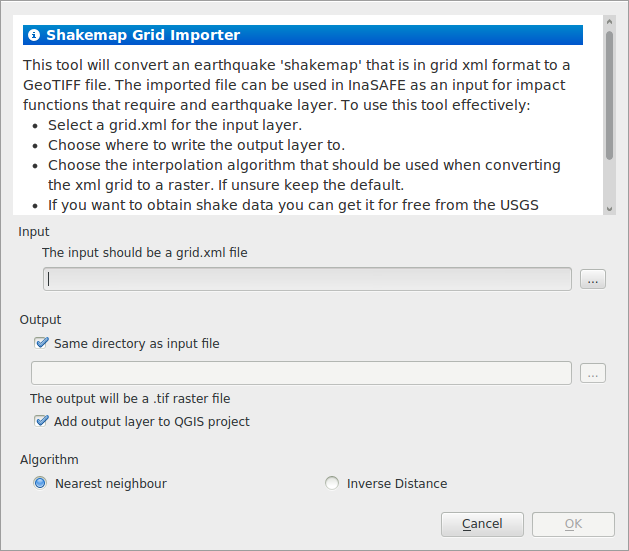 Shakemap Grid Importer
This tool will convert an earthquake 'shakemap' that is in grid xml format to a
GeoTIFF file. The imported file can be used in InaSAFE as an input for impact
functions that require and earthquake layer. To use this tool effectively:
• Select a grid.xml for the input layer.
• Choose where to write the output layer to.
• Choose the interpolation algorithm that should be used when converting
the xml grid to a raster. If unsure keep the default.
• If you want to obtain shake data you can get it for free from the USGS
Input
The input should be a grid.xml file
...
Output
Same directory as input file
...
The output will be a .tif raster file
Add output layer to QGIS project
Algorithm
Nearest neighbour
Inverse Distance
Cancel
OK